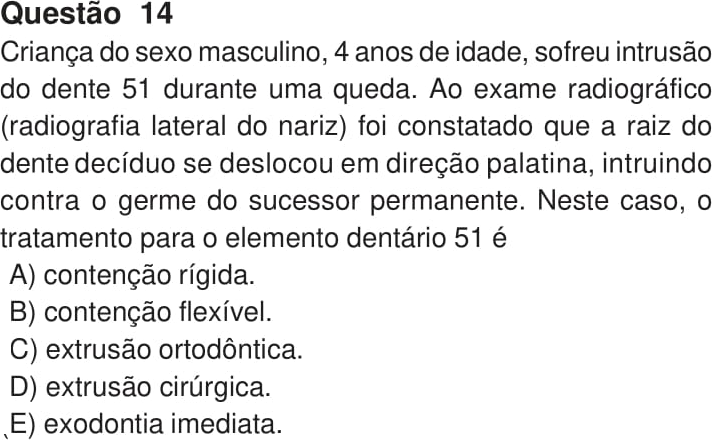 Questão 14
Criança do sexo masculino, 4 anos de idade, sofreu intrusão
do dente 51 durante uma queda. Ao exame radiográfico
(radiografia lateral do nariz) foi constatado que a raiz do
dente decíduo se deslocou em direção palatina, intruindo
contra o germe do sucessor permanente. Neste caso, o
tratamento para o elemento dentário 51 é
A) contenção rígida.
B) contenção flexível.
C) extrusão ortodôntica.
D) extrusão cirúrgica.
E) exodontia imediata.